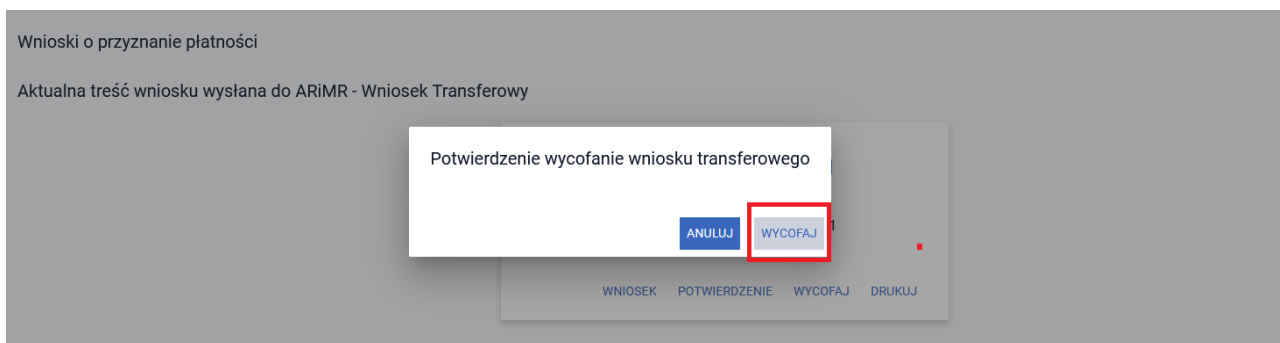 Wnioski o przyznanie płatności
Aktualna treść wniosku wysłana do ARiMR - Wniosek Transferowy
Potwierdzenie wycofanie wniosku transferowego
ANULUJ WYCOFAJ
WNIOSEK POTWIERDZENIE WYCOFAJ DRUKUJ